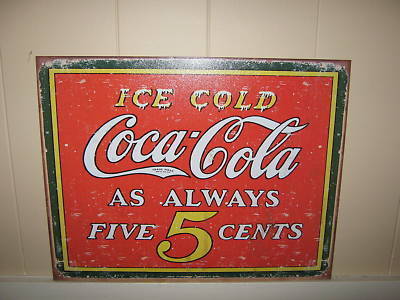 ICE COLD
Coca-Cola
AS ALWAYS
FIVE 5 CENTS